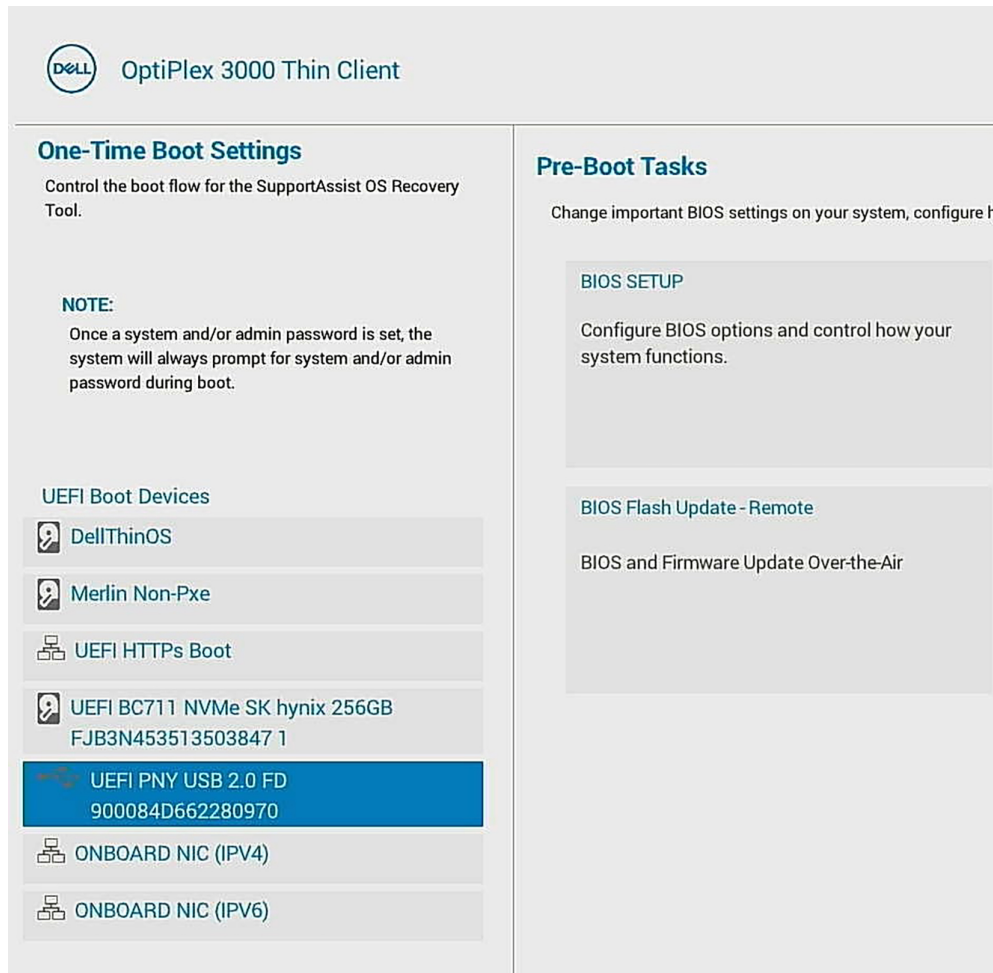 DELL
OptiPlex 3000 Thin Client
One-Time Boot Settings
Control the boot flow for the SupportAssist OS Recovery
Tool.
NOTE:
Once a system and/or admin password is set, the
system will always prompt for system and/or admin
password during boot.
UEFI Boot Devices
DellThinOS
Merlin Non-Pxe
UEFI HTTPs Boot
UEFI BC711 NVMe SK hynix 256GB
FJB3N453513503847 1
UEFI PNY USB 2.0 FD
900084D662280970
ONBOARD NIC (IPV4)
ONBOARD NIC (IPV6)
Pre-Boot Tasks
Change important BIOS settings on your system, configure h
BIOS SETUP
Configure BIOS options and control how your
system functions.
BIOS Flash Update - Remote
BIOS and Firmware Update Over-the-Air